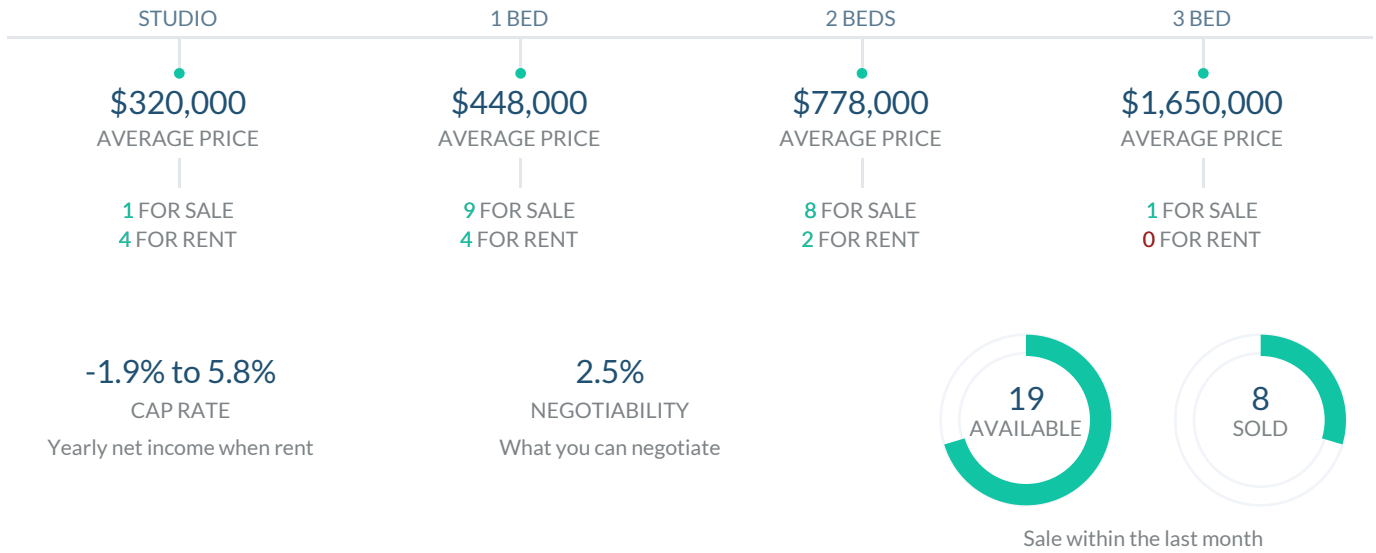 STUDIO
1 BED
2 BEDS
3 BED
$320,000
AVERAGE PRICE
$448,000
AVERAGE PRICE
$778,000
AVERAGE PRICE
$1,650,000
AVERAGE PRICE
1 FOR SALE
4 FOR RENT
9 FOR SALE
4 FOR RENT
8 FOR SALE
2 FOR RENT
1 FOR SALE
0 FOR RENT
-1.9% to 5.8%
CAP RATE
Yearly net income when rent
2.5%
NEGOTIABILITY
What you can negotiate
19
AVAILABLE
8
SOLD
Sale within the last month